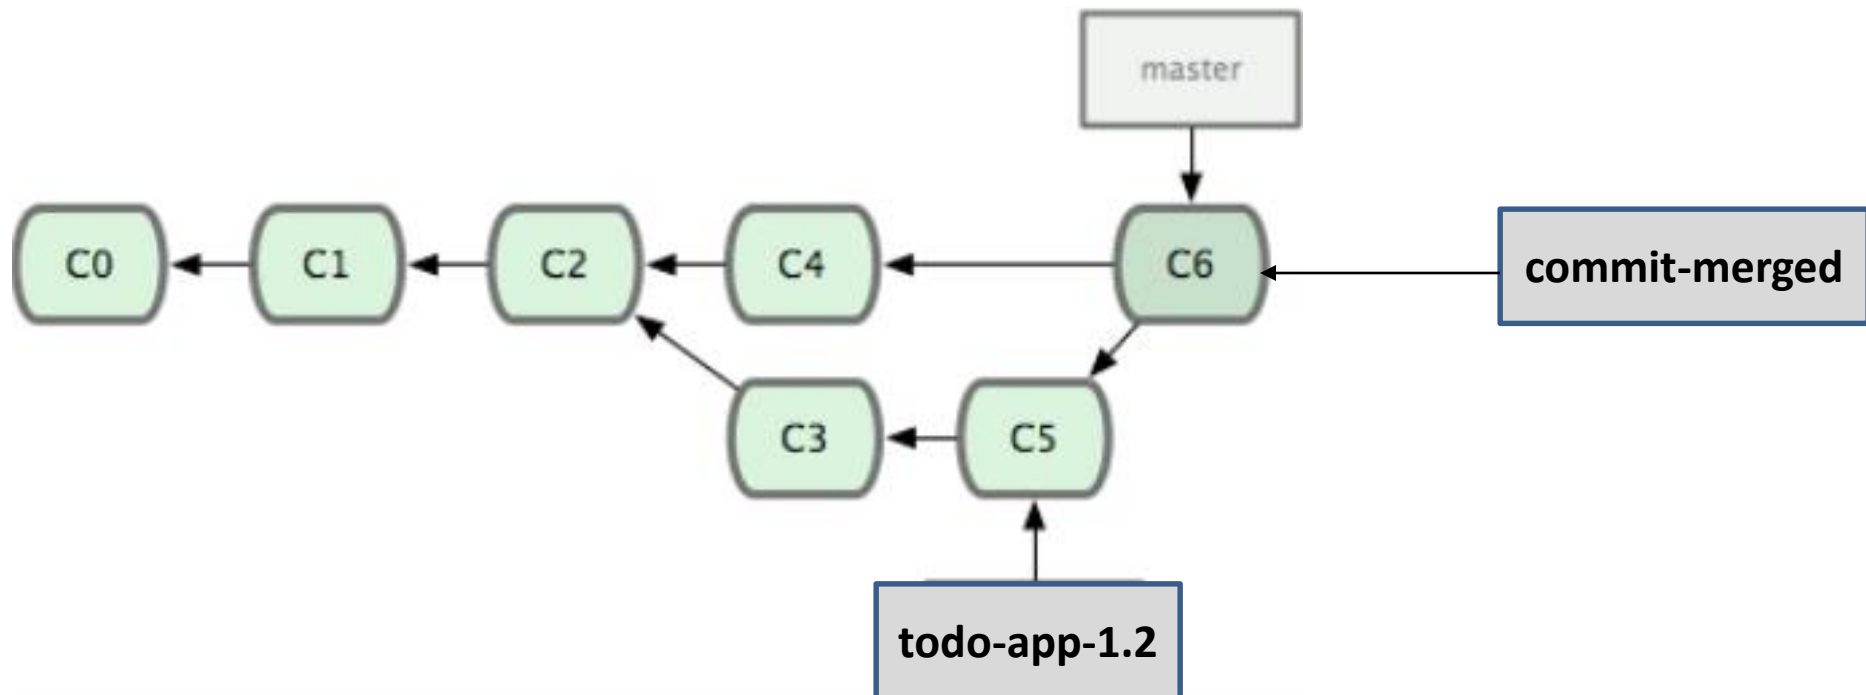 master
C0
C1
C2
C4
C6
commit-merged
C3
C5
todo-app-1.2